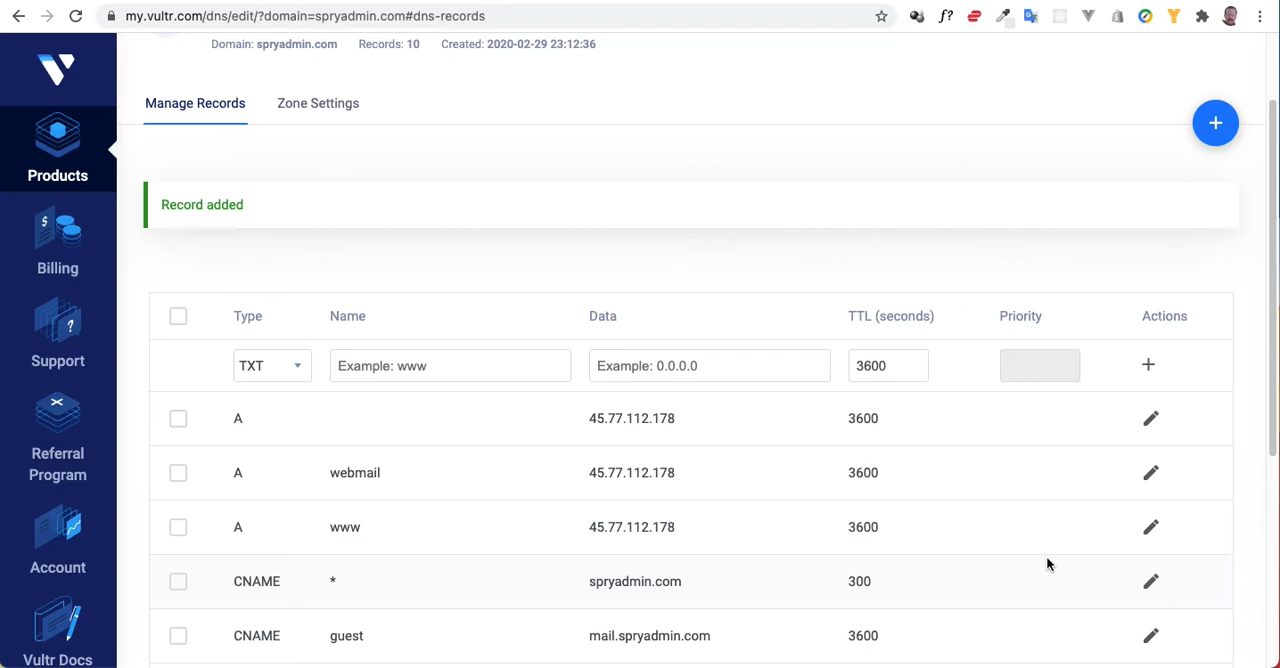 my.vultr.com/dns/edit/?domain=spryadmin.com#dns-records
f?
Domain: spryadmin.com Records: 10 Created: 2020-02-29 23:12:36
Manage Records Zone Settings
+
Products
Billing
Support
Referral
Program
Account
Vultr Docs
Record added
Type Name Data TTL (seconds) Priority Actions
TXT Example: www Example: 0.0.0.0 3600 +
A 45.77.112.178 3600
A webmail 45.77.112.178 3600
A www 45.77.112.178 3600
CNAME * spryadmin.com 300
CNAME guest mail.spryadmin.com 3600